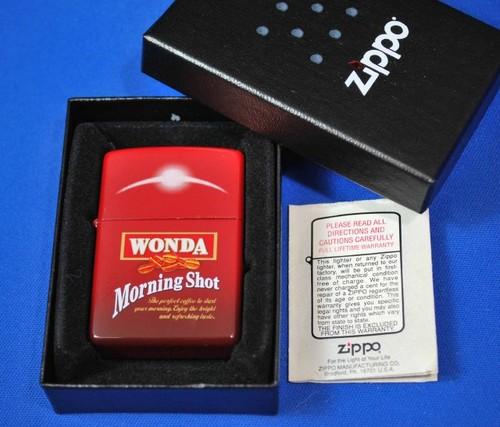 zippo
WONDA
Morning Shot
The perfect coffee to start
your morning. Enjoy the bright
and refreshing taste.
PLEASE READ ALL
DIRECTIONS AND
CAUTIONS CAREFULLY
FULL LIFETIME WARRANTY
This lighter or any Zippo
lighter, when returned to our
factory, will be put in first-
class mechanical condition
free of charge. We have
never charged a cent for the
repair of a ZIPPO regardless
of its age or condition. This
warranty gives you specific
legal rights and you may also
have other rights which vary
from state to state.
THE FINISH IS EXCLUDED
FROM THIS WARRANTY.
zippo
For the Light of Your Life
ZIPPO MANUFACTURING CO.
Bradford, Pa. 16701 U.S.A.